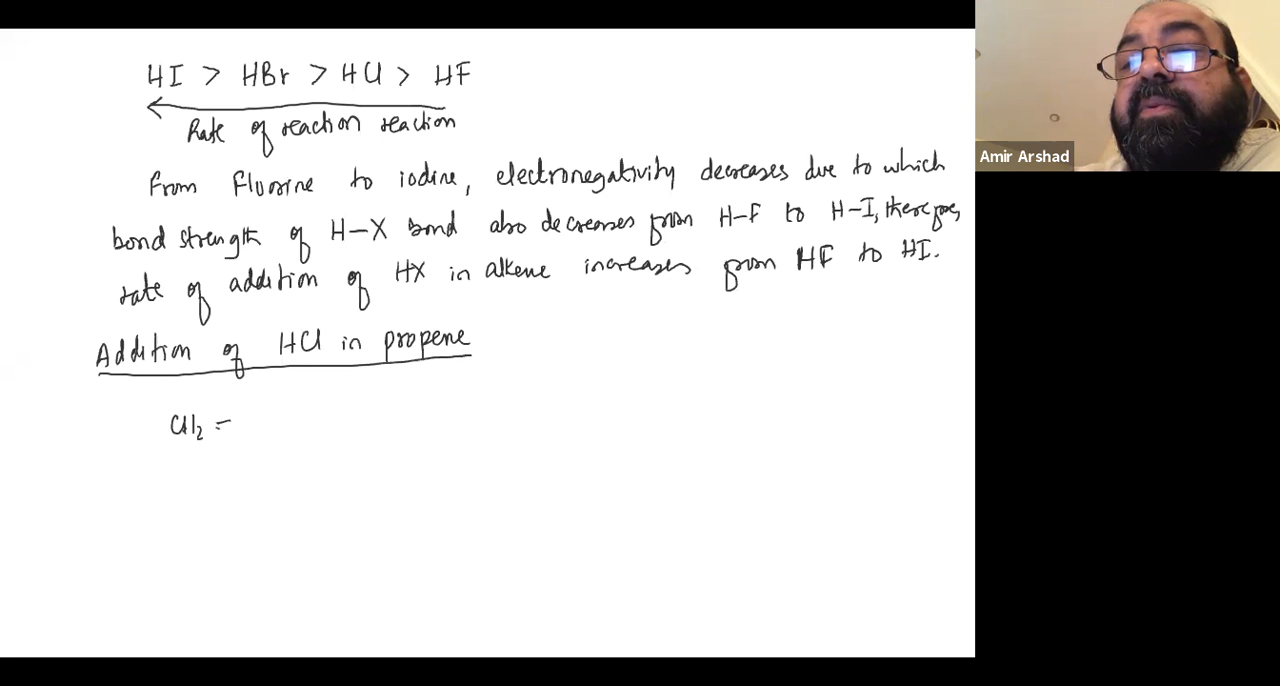 HI > HBr > HCl > HF
Rate of reaction reaction
From Fluorine to iodine, electronegativity decreases due to which
bond strength of H-X bond also decreases from H-F to H-I, therefore,
rate of addition of HX in alkene increases from HF to HI.
Addition of HCl in propene
CH₂ =
Amir Arshad